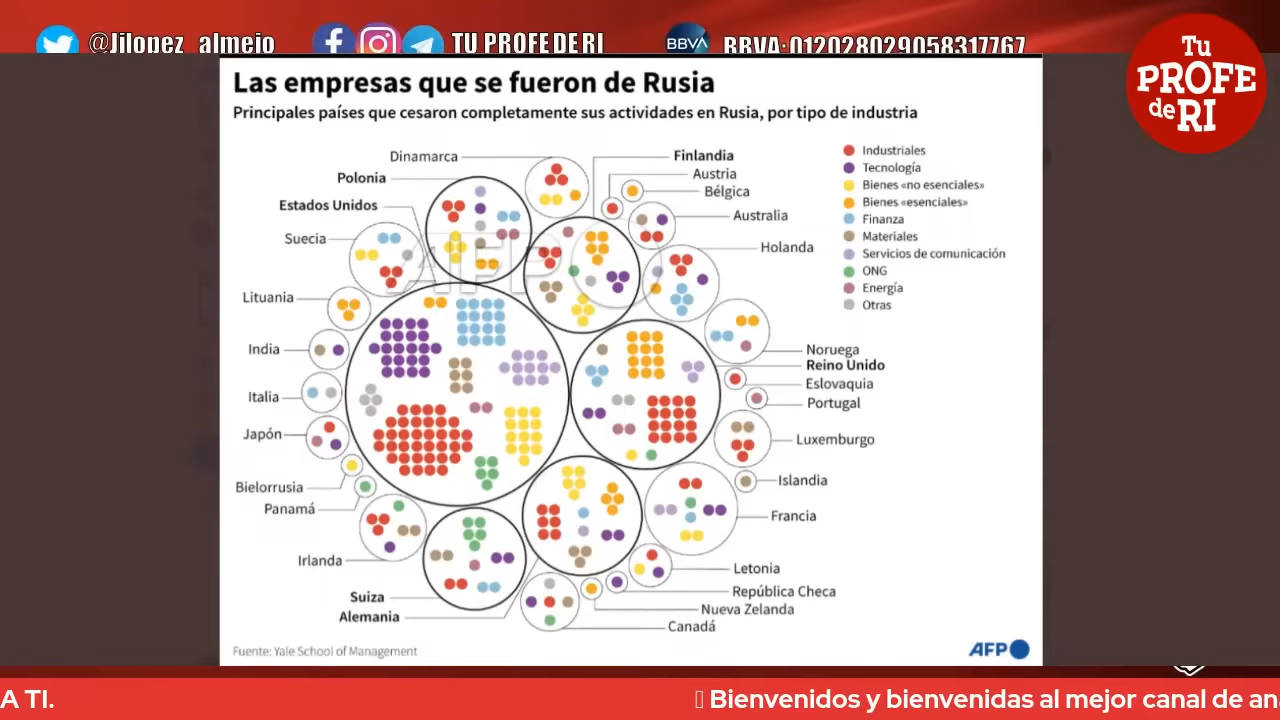 @Jilopez_almejo
TU PROFE DE RI
BBVA
BBVA: 012028029058317767
Tu
PROFE
de RI
Las empresas que se fueron de Rusia
Principales países que cesaron completamente sus actividades en Rusia, por tipo de industria
Dinamarca
Polonia
Estados Unidos
Suecia
Lituania
India
Italia
Japón
Bielorrusia
Panamá
Irlanda
Suiza
Alemania
Finlandia
Austria
Bélgica
Australia
Holanda
Noruega
Reino Unido
Eslovaquia
Portugal
Luxemburgo
Islandia
Francia
Letonia
República Checa
Nueva Zelanda
Canadá
Industriales
Tecnología
Bienes «no esenciales»
Bienes «esenciales»
Finanza
Materiales
Servicios de comunicación
ONG
Energía
Otras
AFP
Fuente: Yale School of Management
AFP
A TI.
Bienvenidos y bienvenidas al mejor canal de an